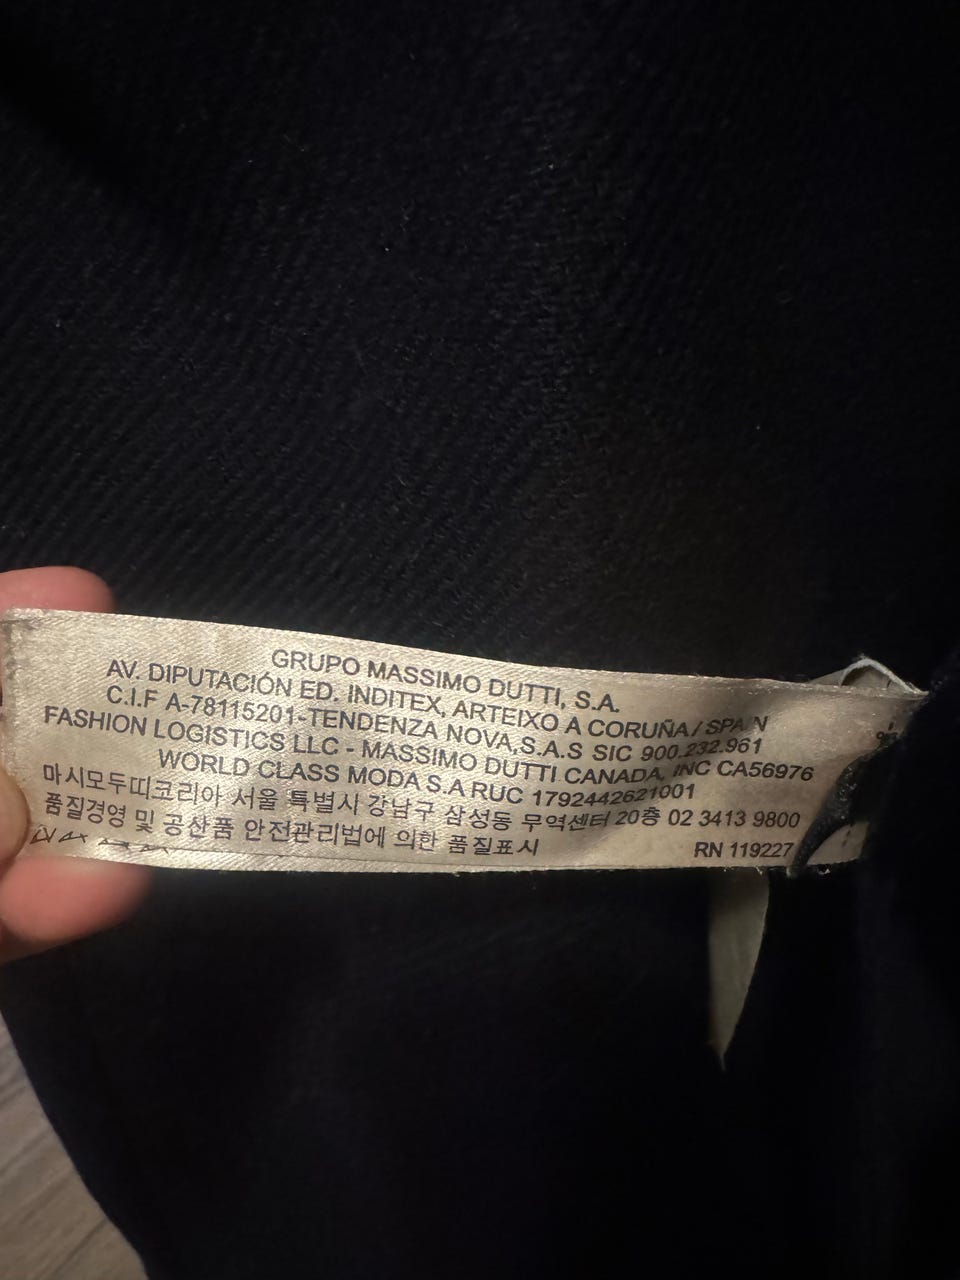 GRUPO MASSIMO DUTTI, S.A.
AV. DIPUTACIÓN ED. INDITEX, ARTEIXO A CORUÑA / SPAIN
C.I.F A-78115201-TENDENZA NOVA,S.A.S SIC 900.232.961
FASHION LOGISTICS LLC - MASSIMO DUTTI CANADA, INC CA56976
WORLD CLASS MODA S.A RUC 1792442621001
마시모두띠코리아 서울 특별시 강남구 삼성동 무역센터 20층 02 3413 9800
품질경영 및 공산품 안전관리법에 의한 품질표시
RN 119227